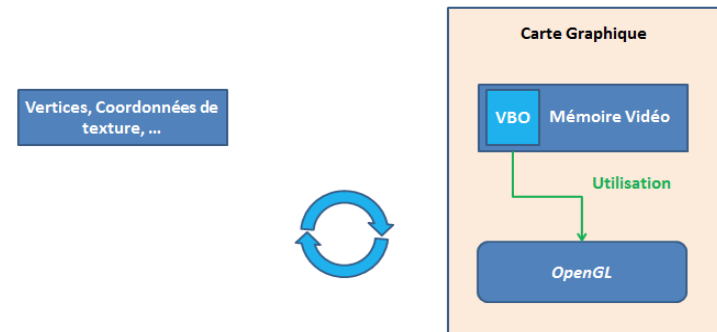 Carte Graphique
Vertices, Coordonnées de
texture, ...
VBO
Mémoire Vidéo
Utilisation
OpenGL